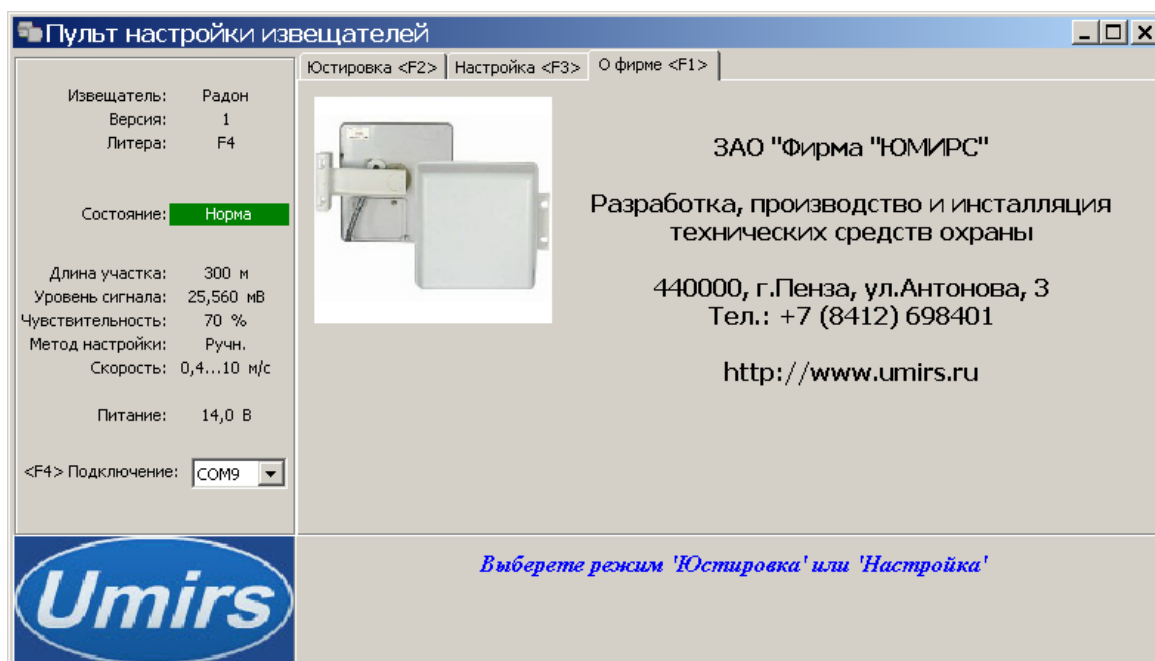 Пульт настройки извещателей
Юстировка <F2> Настройка <F3> О фирме <F1>
Извещатель: Радон
Версия: 1
Литера: F4
Состояние: Норма
Длина участка: 300 м
Уровень сигнала: 25,560 мВ
Чувствительность: 70 %
Метод настройки: Ручн.
Скорость: 0,4...10 м/с
Питание: 14,0 В
<F4> Подключение: COM9
ЗАО "Фирма "ЮМИРС"
Разработка, производство и инсталляция
технических средств охраны
440000, г.Пенза, ул.Антонова, 3
Тел.: +7 (8412) 698401
http://www.umirs.ru
Umirs
Выберете режим 'Юстировка' или 'Настройка'